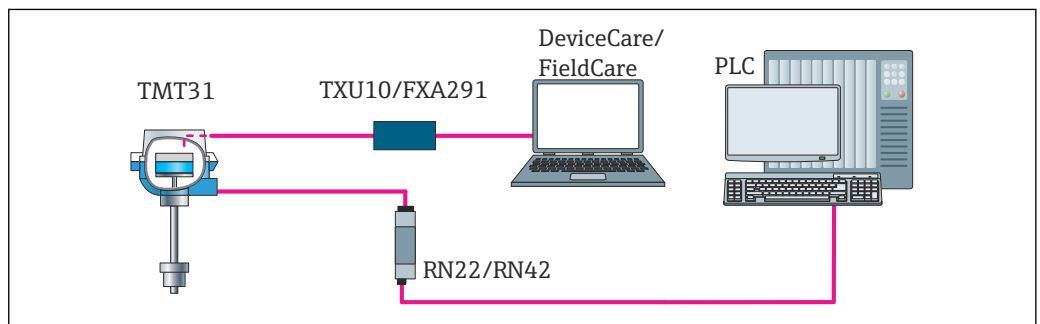 DeviceCare/
FieldCare
PLC
TMT31
TXU10/FXA291
RN22/RN42